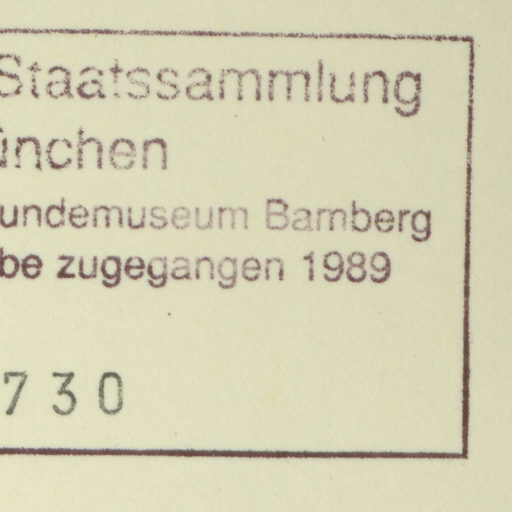 Staatssammlung
ünchen
undemuseum Bamberg
be zugegangen 1989
730